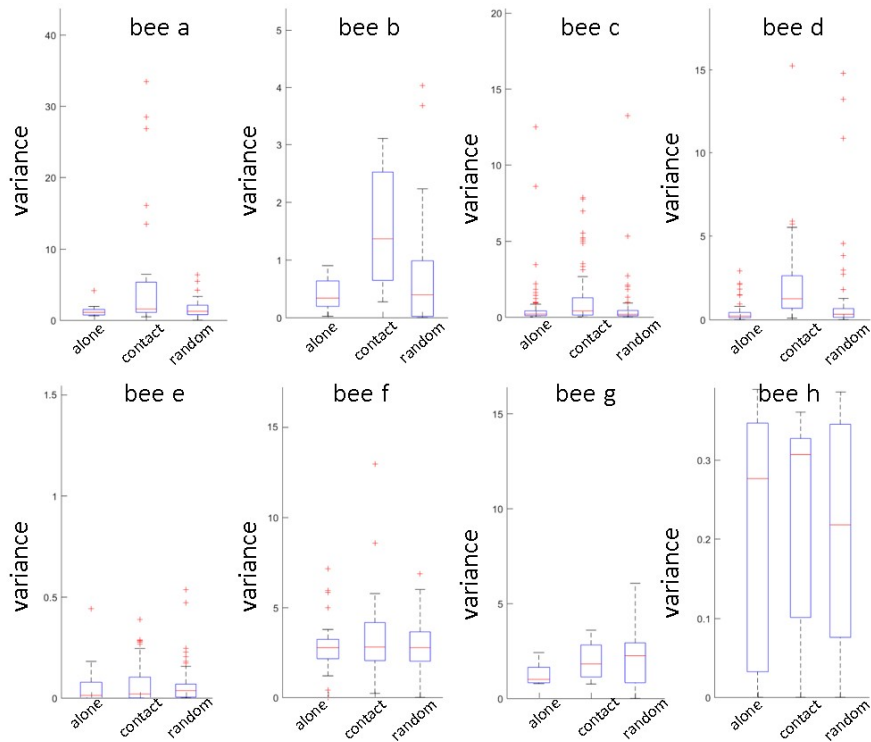 bee a
variance
40
30
20
10
0
alone
contact
random
bee b
variance
5
4
3
2
1
0
alone
contact
random
bee c
variance
20
15
10
5
0
alone
contact
random
bee d
variance
15
10
5
0
alone
contact
random
bee e
variance
1.5
1
0.5
0
alone
contact
random
bee f
variance
15
10
5
0
alone
contact
random
bee g
variance
15
10
5
0
alone
contact
random
bee h
variance
0.3
0.2
0.1
0
alone
contact
random